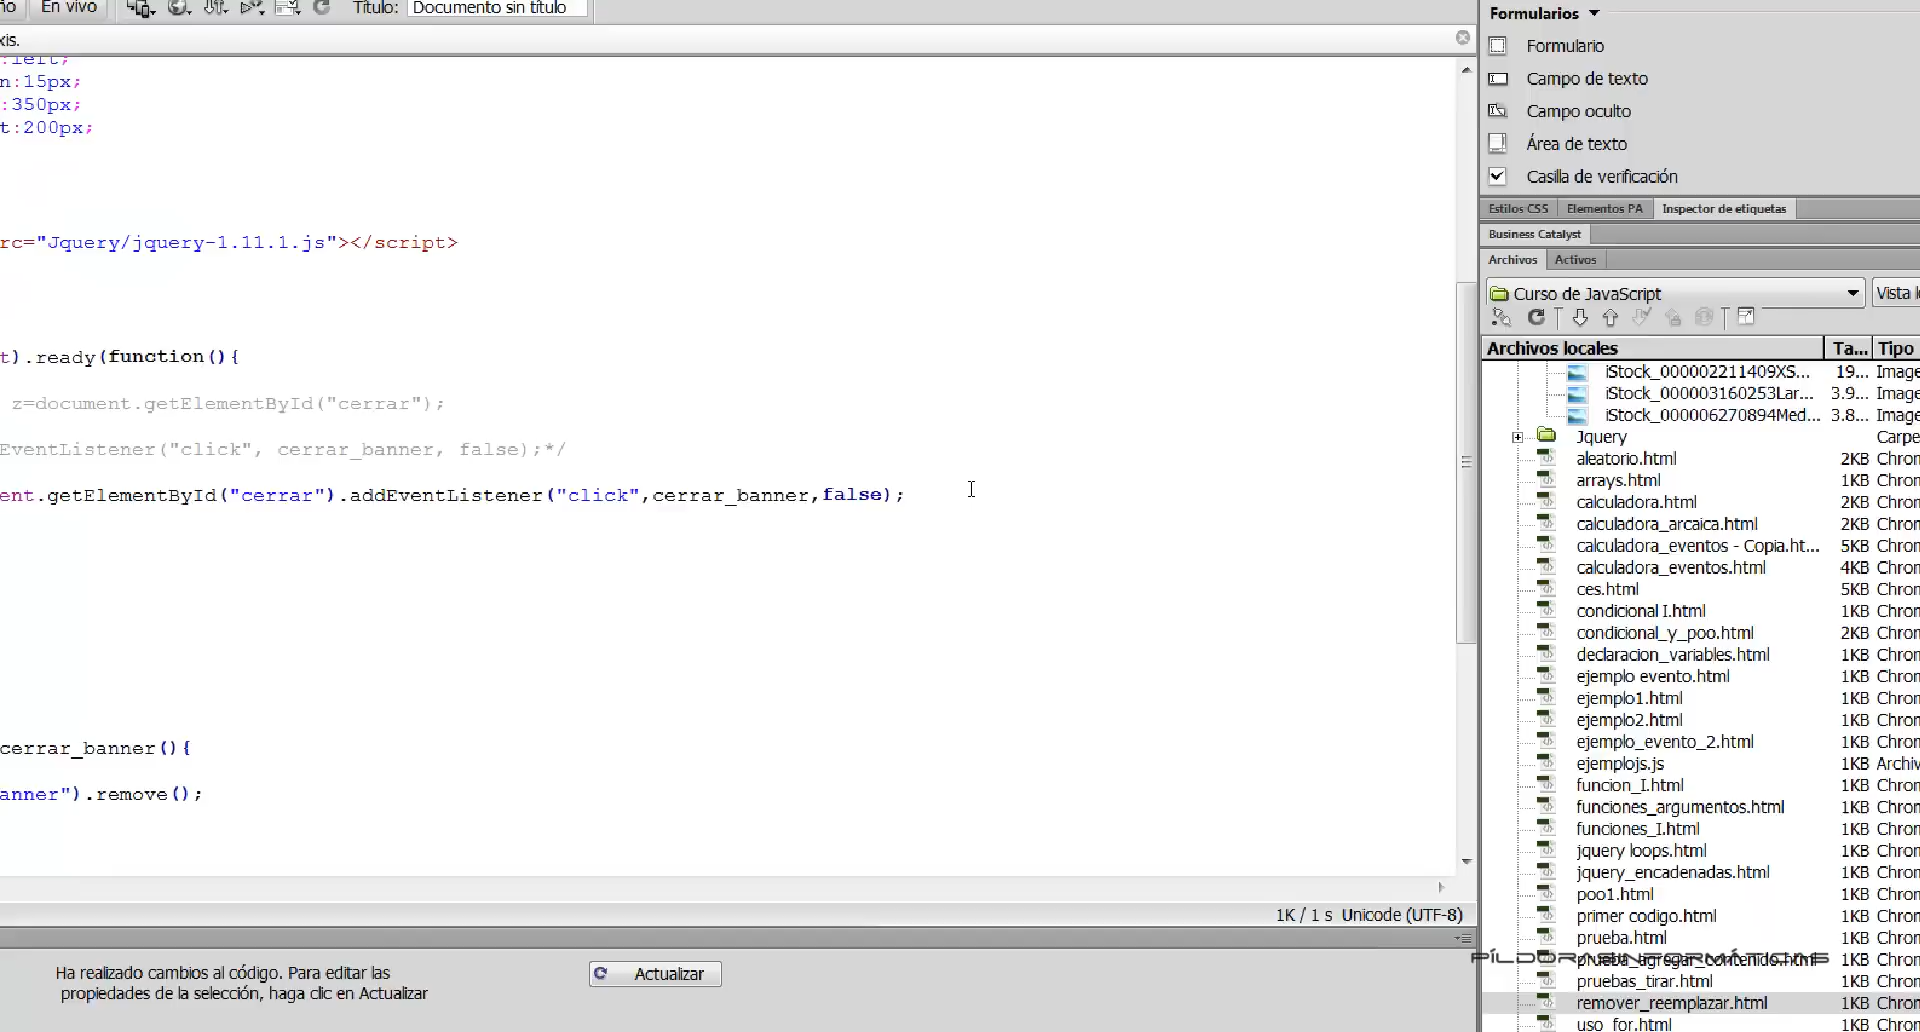 ño En vivo Título: Documento sin título
xis.
:left;
n:15px;
:350px;
t:200px;
rc="Jquery/jquery-1.11.1.js"></script>
t).ready(function(){
z=document.getElementById("cerrar");
EventListener("click", cerrar_banner, false);*/
ent.getElementById("cerrar").addEventListener("click",cerrar_banner,false);
cerrar_banner(){
anner").remove();
1K / 1 s Unicode (UTF-8)
Ha realizado cambios al código. Para editar las
propiedades de la selección, haga clic en Actualizar
Actualizar
Formularios
Formulario
Campo de texto
Campo oculto
Área de texto
Casilla de verificación
Estilos CSS Elementos PA Inspector de etiquetas
Business Catalyst
Archivos Activos
Curso de JavaScript Vista l
Archivos locales Ta... Tipo
iStock_000002211409XS... 19... Image
iStock_000003160253Lar... 3.9... Image
iStock_000006270894Med... 3.8... Image
Jquery Carpe
aleatorio.html 2KB Chron
arrays.html 1KB Chron
calculadora.html 2KB Chron
calculadora_arcaica.html 2KB Chron
calculadora_eventos - Copia.ht... 5KB Chron
calculadora_eventos.html 4KB Chron
ces.html 5KB Chron
condicional I.html 1KB Chron
condicional_y_poo.html 2KB Chron
declaracion_variables.html 1KB Chron
ejemplo evento.html 1KB Chron
ejemplo1.html 1KB Chron
ejemplo2.html 1KB Chron
ejemplo_evento_2.html 1KB Chron
ejemplojs.js 1KB Archiv
funcion_I.html 1KB Chron
funciones_argumentos.html 1KB Chron
funciones_I.html 1KB Chron
jquery loops.html 1KB Chron
jquery_encadenadas.html 1KB Chron
poo1.html 1KB Chron
primer codigo.html 1KB Chron
prueba.html 1KB Chron
prueba_agregar_contenido.html 1KB Chron
PÍLDORASINFORMÁTICAS
pruebas_tirar.html 1KB Chron
remover_reemplazar.html 1KB Chron
uso_for.html 1KB Chron